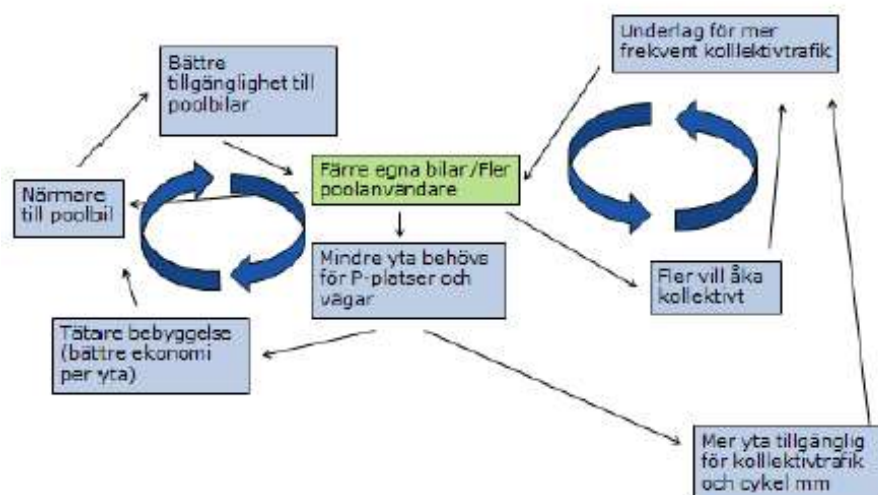 Underlag för mer
frekvent kolllektivtrafik
Bättre
tillgänglighet till
poolbilar
Färre egna bilar/Fler
poolanvändare
Närmare
till poolbil
Mindre yta behövs
för P-platser och
vägar
Fler vill åka
kollektivt
Tätare bebyggelse
(bättre ekonomi
per yta)
Mer yta tillgänglig
för kolllektivtrafik
och cykel mm